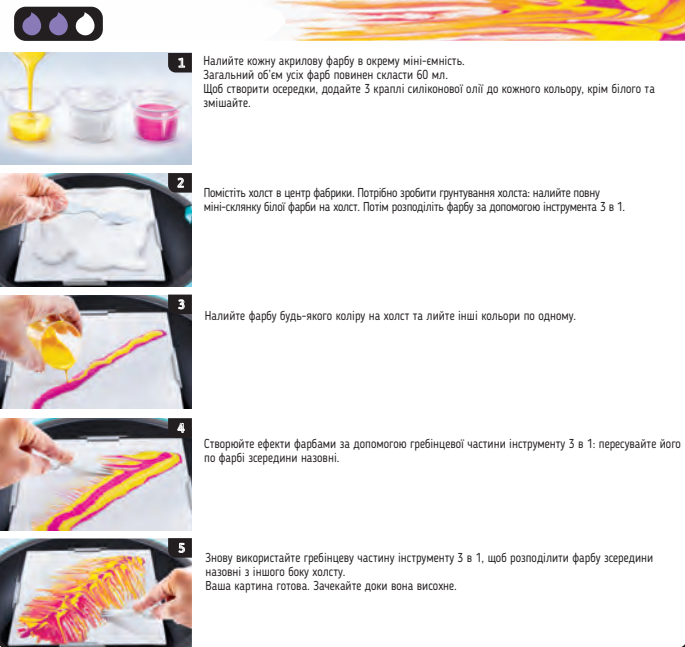 1
Налийте кожну акрилову фарбу в окрему міні-ємність.
Загальний об'єм усіх фарб повинен скласти 60 мл.
Щоб створити осередки, додайте 3 краплі силіконової олії до кожного кольору, крім білого та
змішайте.
2
Помістіть холст в центр фабрики. Потрібно зробити грунтування холста: налийте повну
міні-склянку білої фарби на холст. Потім розподіліть фарбу за допомогою інструмента 3 в 1.
3
Налийте фарбу будь-якого коліру на холст та лийте інші кольори по одному.
4
Створюйте ефекти фарбами за допомогою гребінцевої частини інструменту 3 в 1: пересувайте його
по фарбі зсередини назовні.
5
Знову використайте гребінцеву частину інструменту 3 в 1, щоб розподілити фарбу зсередини
назовні з іншого боку холсту.
Ваша картина готова. Зачекайте доки вона висохне.